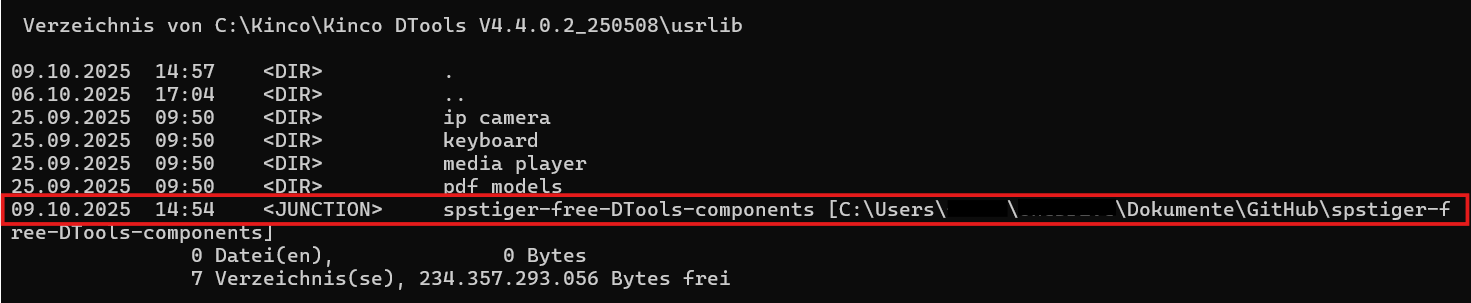 Verzeichnis von C:\Kinco\Kinco DTools V4.4.0.2_250508\usrlib
09.10.2025  14:57    <DIR>          .
06.10.2025  17:04    <DIR>          ..
25.09.2025  09:50    <DIR>          ip camera
25.09.2025  09:50    <DIR>          keyboard
25.09.2025  09:50    <DIR>          media player
25.09.2025  09:50    <DIR>          pdf models
09.10.2025  14:54    <JUNCTION>     spstiger-free-DTools-components [C:\Users\ \ \Dokumente\GitHub\spstiger-f
ree-DTools-components]
0 Datei(en),              0 Bytes
7 Verzeichnis(se), 234.357.293.056 Bytes frei